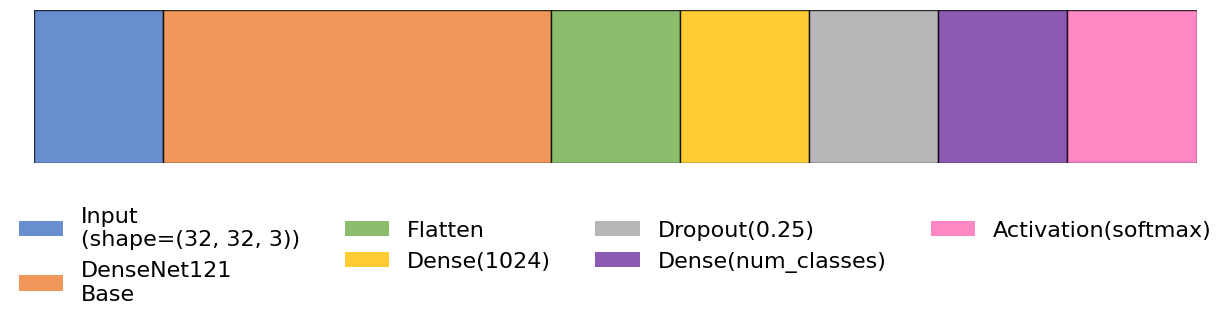 Input
(shape=(32, 32, 3))
DenseNet121
Base
Flatten
Dense(1024)
Dropout(0.25)
Dense(num_classes)
Activation(softmax)